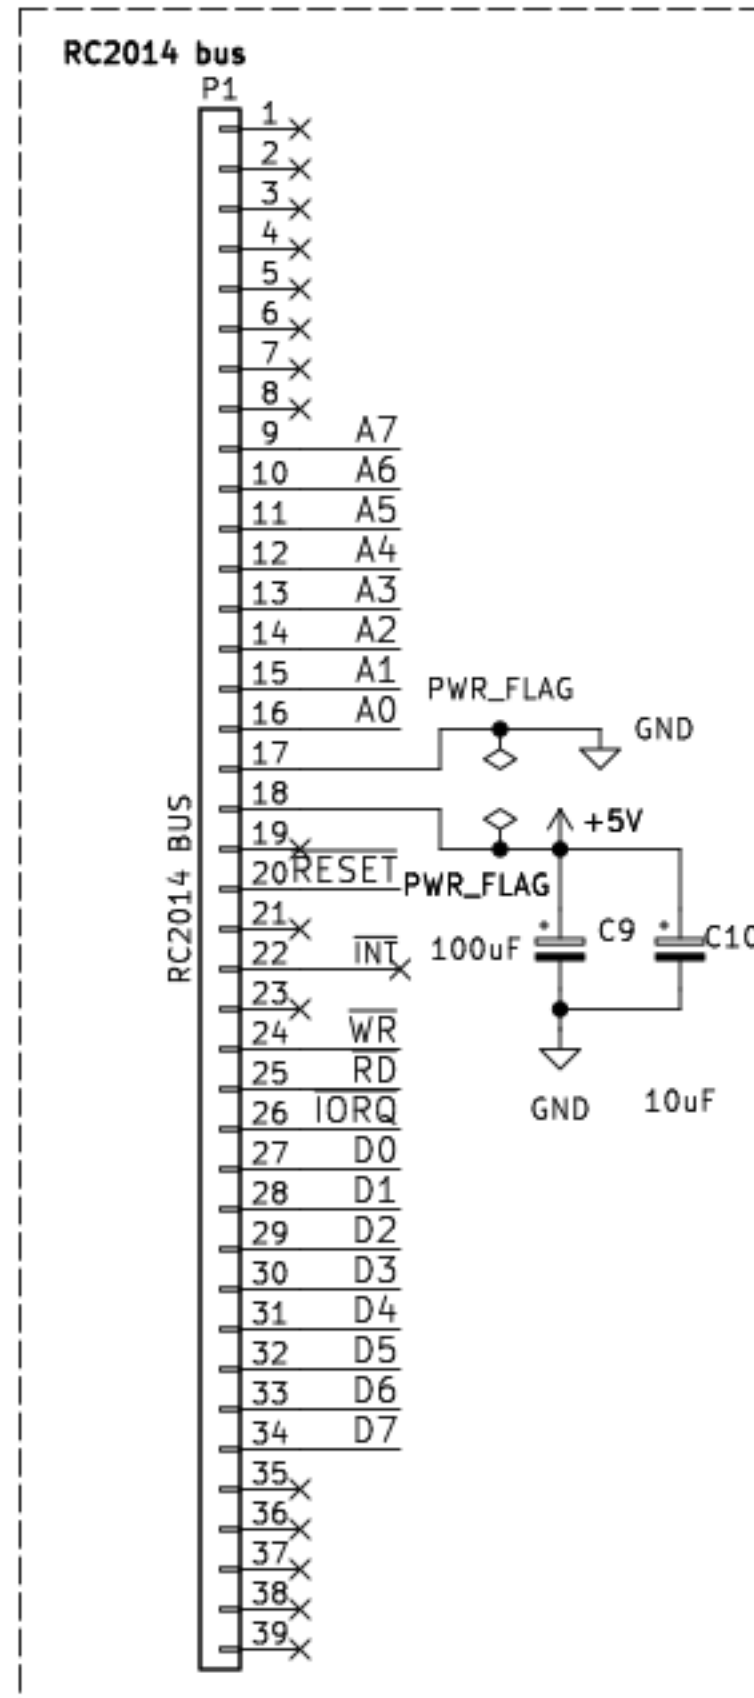 RC2014 bus
P1
1
2
3
4
5
6
7
8
9 A7
10 A6
11 A5
12 A4
13 A3
14 A2
15 A1
PWR_FLAG
16 A0
GND
17
18
+5V
19
20 RESET
PWR_FLAG
RC2014 BUS
21
C9
C10
22 INT
100uF
23
24 WR
25 RD
26 IORQ
GND
10uF
27 D0
28 D1
29 D2
30 D3
31 D4
32 D5
33 D6
34 D7
35
36
37
38
39